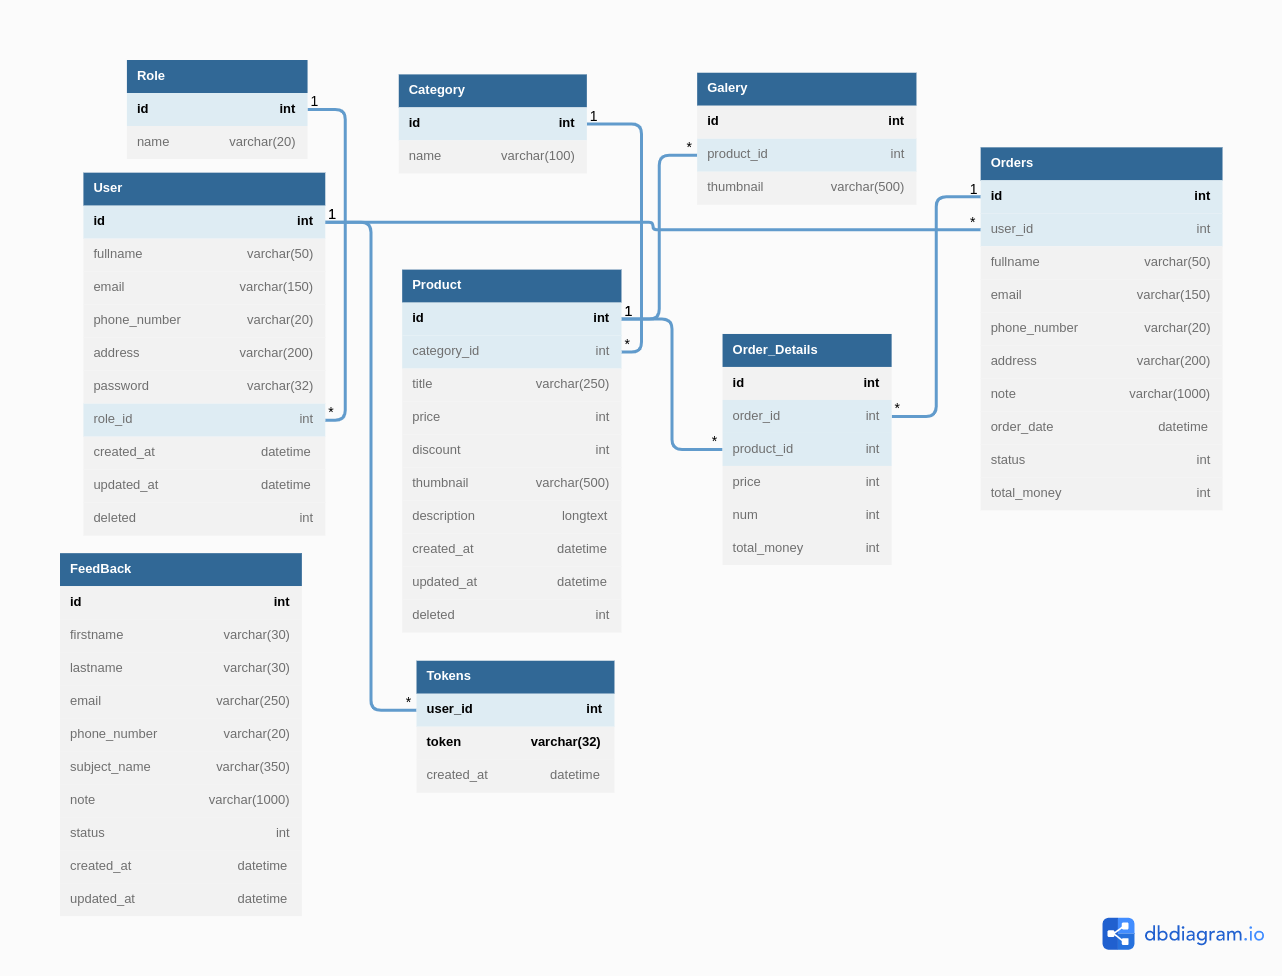 Role
1
id int
name varchar(20)
User
id int
1
fullname varchar(50)
email varchar(150)
phone_number varchar(20)
address varchar(200)
password varchar(32)
role_id int
*
created_at datetime
updated_at datetime
deleted int
FeedBack
id int
firstname varchar(30)
lastname varchar(30)
email varchar(250)
phone_number varchar(20)
subject_name varchar(350)
note varchar(1000)
status int
created_at datetime
updated_at datetime
Category
id int
1
name varchar(100)
Product
id int
1
category_id int
*
title varchar(250)
price int
discount int
thumbnail varchar(500)
description longtext
created_at datetime
updated_at datetime
deleted int
Tokens
*
user_id int
token varchar(32)
created_at datetime
Galery
id int
*
product_id int
thumbnail varchar(500)
Order_Details
id int
order_id int
*
*
product_id int
price int
num int
total_money int
Orders
1
id int
*
user_id int
fullname varchar(50)
email varchar(150)
phone_number varchar(20)
address varchar(200)
note varchar(1000)
order_date datetime
status int
total_money int
dbdiagram.io